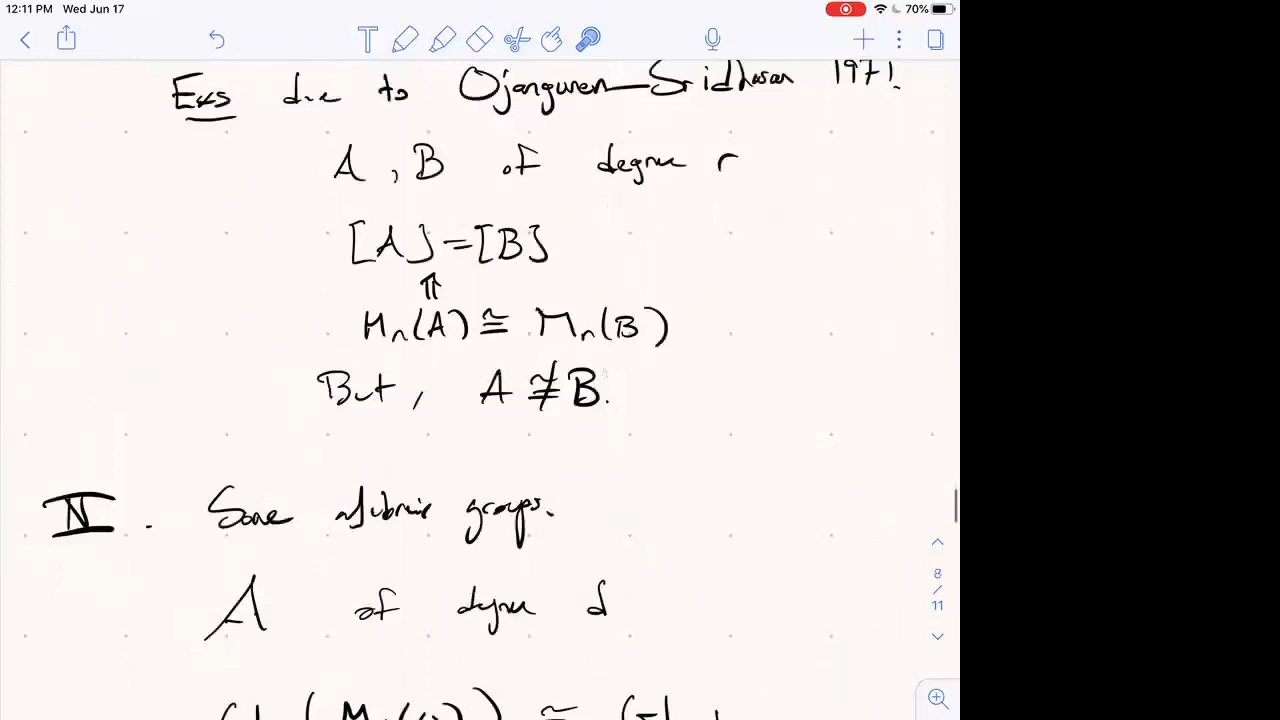 12:11 PM Wed Jun 17
70%
Exs due to Ojanguren–Sridharan 1971.
A, B of degree r
[A] = [B]
⇑
Mn(A) ≅ Mn(B)
But, A ≇ B.
IV. Some algebraic groups.
A of degree d
8
/
11